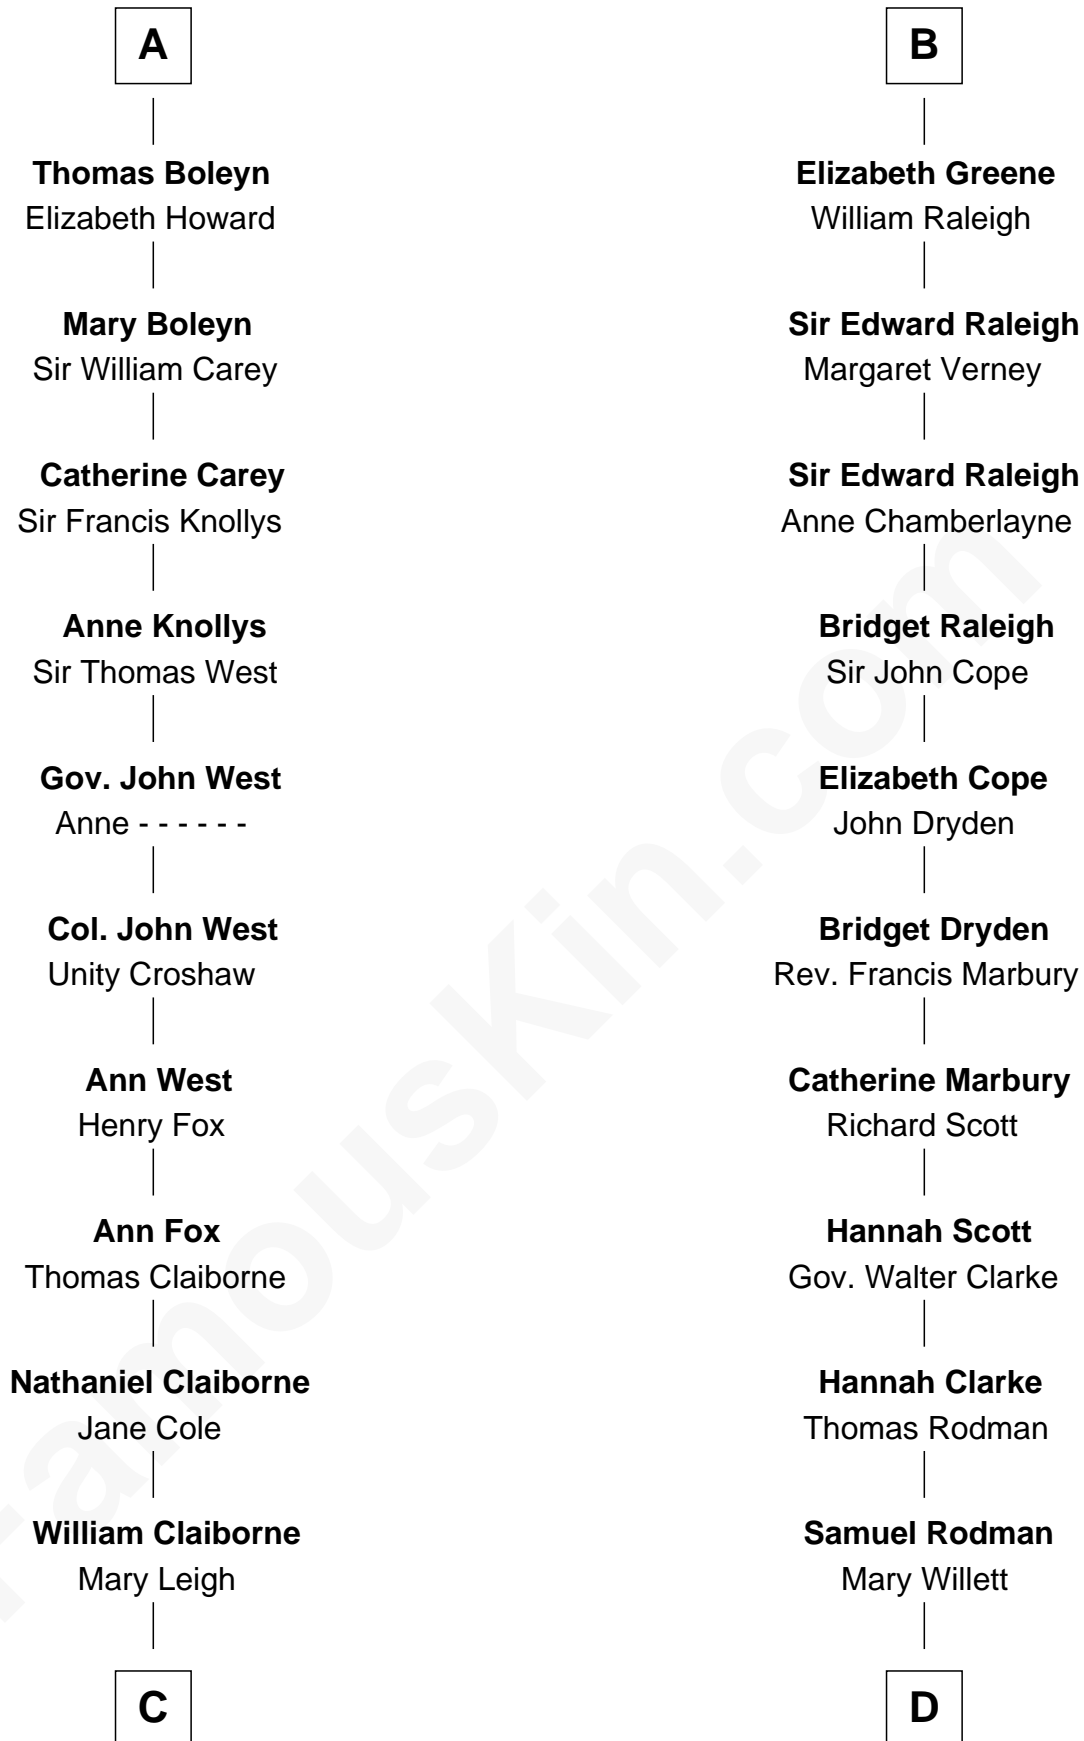 A
Thomas Boleyn
Elizabeth Howard
Mary Boleyn
Sir William Carey
Catherine Carey
Sir Francis Knollys
Anne Knollys
Sir Thomas West
Gov. John West
Anne - - - - - -
Col. John West
Unity Croshaw
Ann West
Henry Fox
Ann Fox
Thomas Claiborne
Nathaniel Claiborne
Jane Cole
William Claiborne
Mary Leigh
C
B
Elizabeth Greene
William Raleigh
Sir Edward Raleigh
Margaret Verney
Sir Edward Raleigh
Anne Chamberlayne
Bridget Raleigh
Sir John Cope
Elizabeth Cope
John Dryden
Bridget Dryden
Rev. Francis Marbury
Catherine Marbury
Richard Scott
Hannah Scott
Gov. Walter Clarke
Hannah Clarke
Thomas Rodman
Samuel Rodman
Mary Willett
D
FamousKin.com